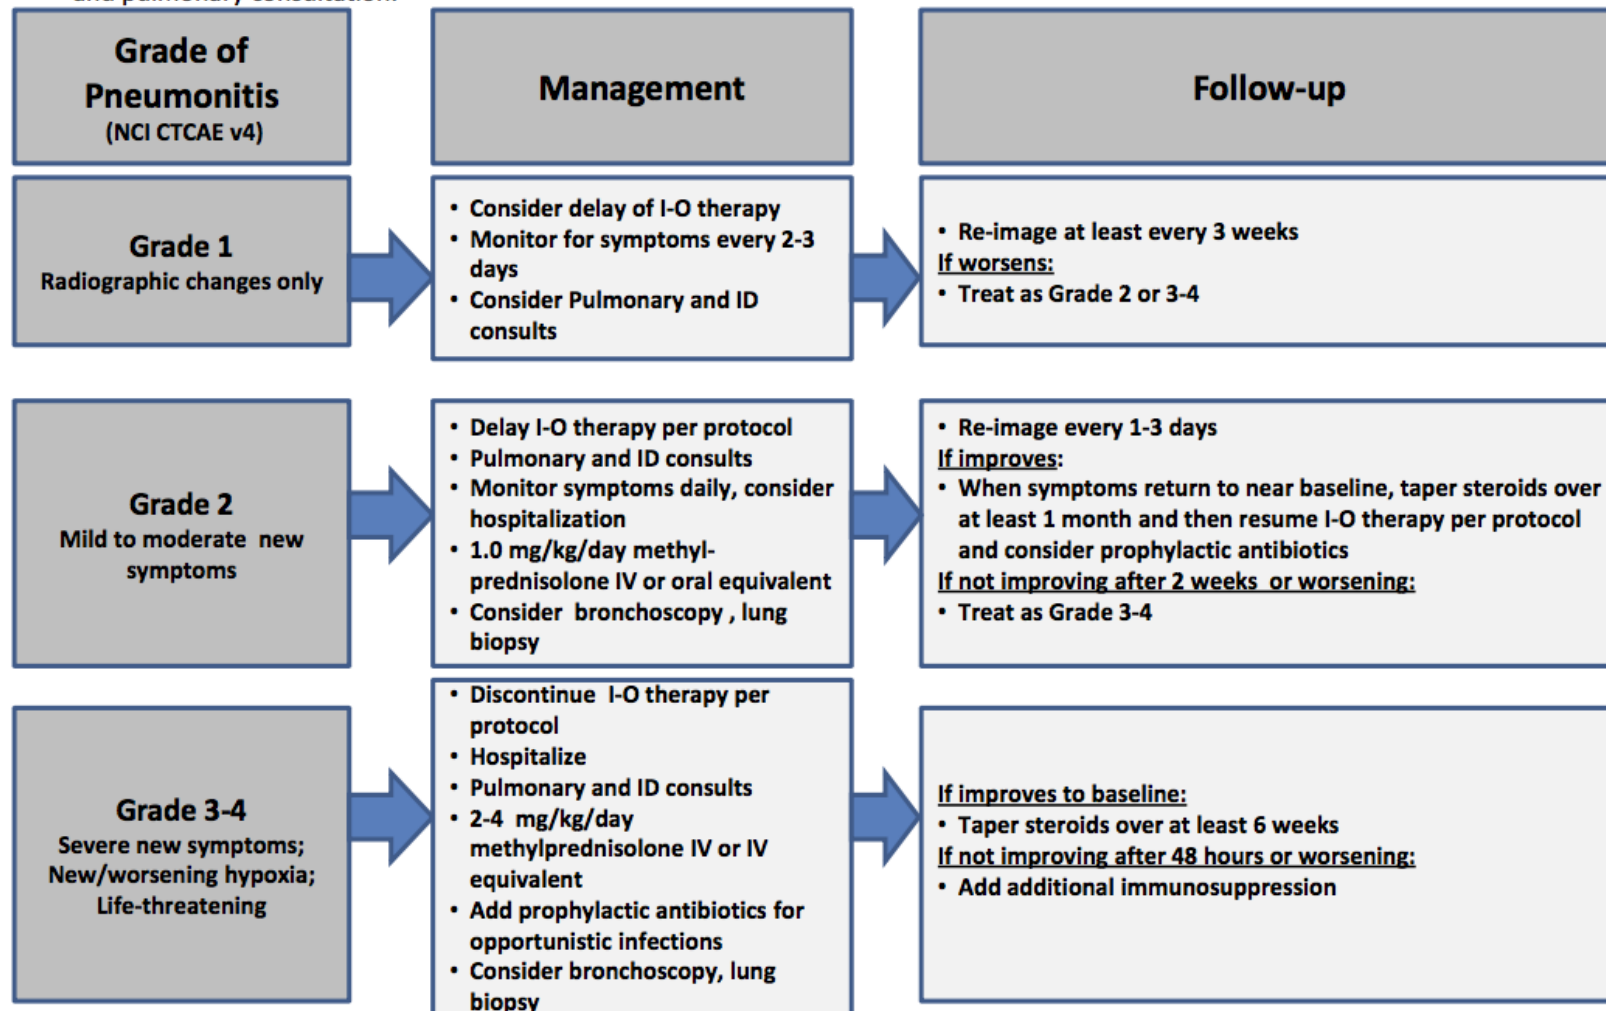 and pulmonary consultation.
Grade of
Pneumonitis
(NCI CTCAE v4)
Management
Follow-up
Grade 1
Radiographic changes only
• Consider delay of I-O therapy
• Monitor for symptoms every 2-3
days
• Consider Pulmonary and ID
consults
• Re-image at least every 3 weeks
If worsens:
• Treat as Grade 2 or 3-4
Grade 2
Mild to moderate new
symptoms
• Delay I-O therapy per protocol
• Pulmonary and ID consults
• Monitor symptoms daily, consider
hospitalization
• 1.0 mg/kg/day methyl-
prednisolone IV or oral equivalent
• Consider bronchoscopy , lung
biopsy
• Re-image every 1-3 days
If improves:
• When symptoms return to near baseline, taper steroids over
at least 1 month and then resume I-O therapy per protocol
and consider prophylactic antibiotics
If not improving after 2 weeks or worsening:
• Treat as Grade 3-4
Grade 3-4
Severe new symptoms;
New/worsening hypoxia;
Life-threatening
• Discontinue I-O therapy per
protocol
• Hospitalize
• Pulmonary and ID consults
• 2-4 mg/kg/day
methylprednisolone IV or IV
equivalent
• Add prophylactic antibiotics for
opportunistic infections
• Consider bronchoscopy, lung
biopsy
If improves to baseline:
• Taper steroids over at least 6 weeks
If not improving after 48 hours or worsening:
• Add additional immunosuppression